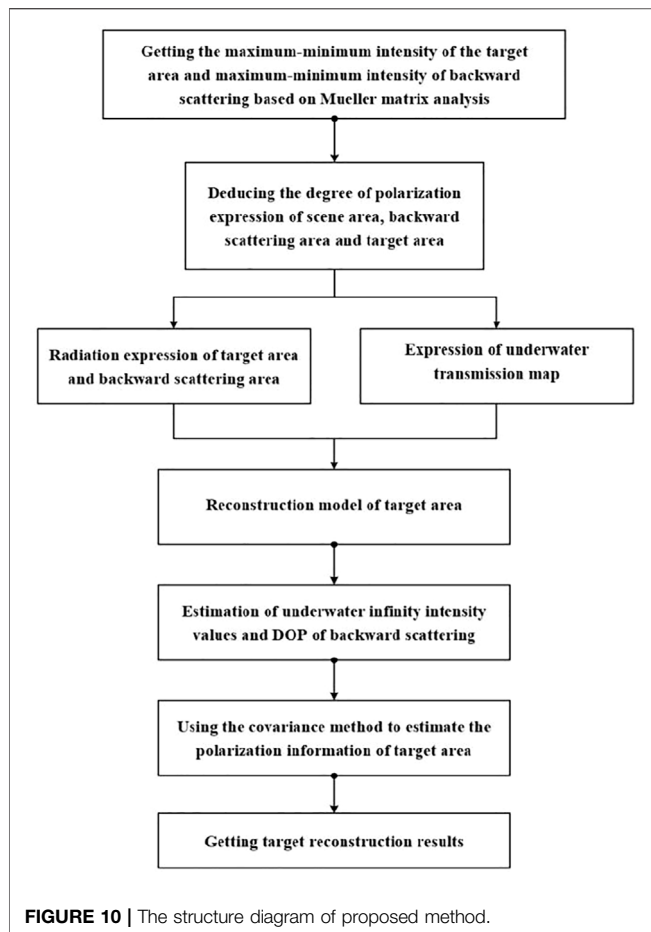 Getting the maximum-minimum intensity of the target
area and maximum-minimum intensity of backward
scattering based on Mueller matrix analysis
Deducing the degree of polarization
expression of scene area, backward
scattering area and target area
Radiation expression of target area
and backward scattering area
Expression of underwater
transmission map
Reconstruction model of target area
Estimation of underwater infinity intensity
values and DOP of backward scattering
Using the covariance method to estimate the
polarization information of target area
Getting target reconstruction results
FIGURE 10 | The structure diagram of proposed method.